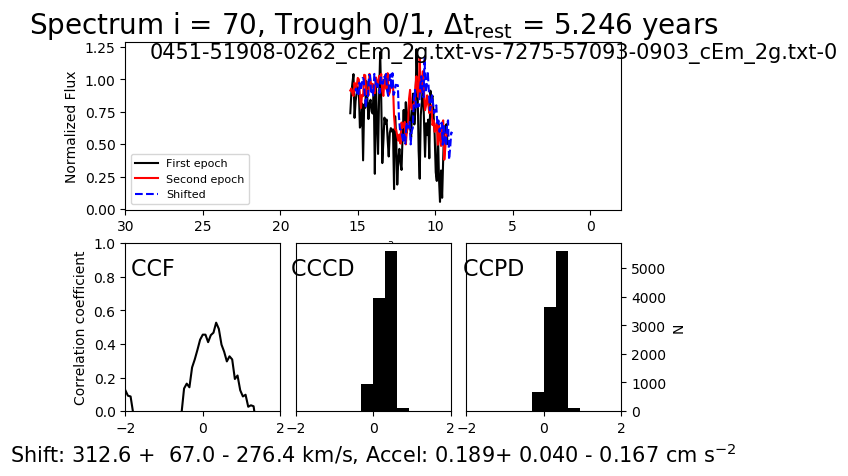 Spectrum i = 70, Trough 0/1, Δt_rest = 5.246 years
0451-51908-0262_cEm_2g.txt-vs-7275-57093-0903_cEm_2g.txt-0
Normalized Flux
1.25
1.00
0.75
0.50
0.25
0.00
First epoch
Second epoch
Shifted
30 25 20 15 10 5 0
Correlation coefficient
1.0
0.8
0.6
0.4
0.2
0.0
CCF
CCCD
CCPD
5000
4000
3000
2000
1000
0
N
−2 0 2
−2 0 2
−2 0 2
Shift: 312.6 + 67.0 - 276.4 km/s, Accel: 0.189+ 0.040 - 0.167 cm s⁻²